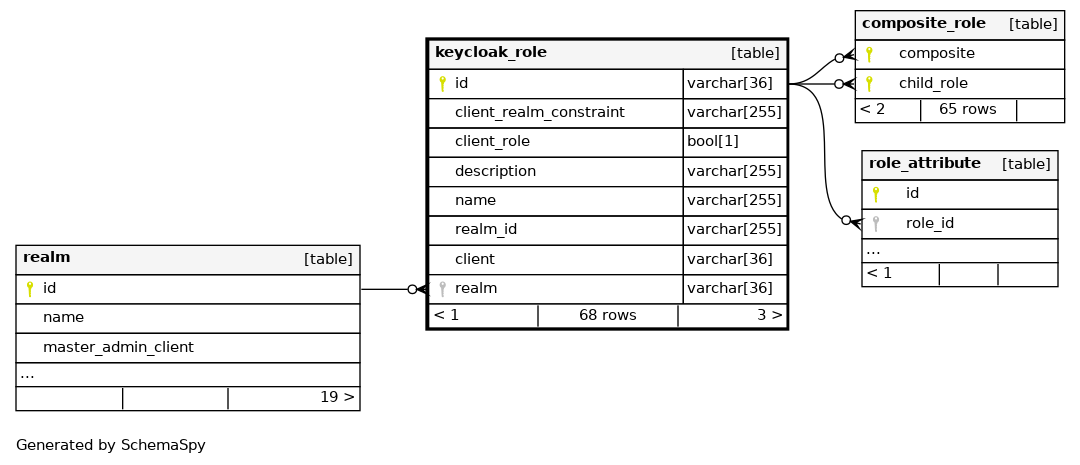 composite_role [table]
composite
child_role
< 2 65 rows
keycloak_role [table]
id varchar[36]
client_realm_constraint varchar[255]
client_role bool[1]
description varchar[255]
name varchar[255]
realm_id varchar[255]
client varchar[36]
realm varchar[36]
< 1 68 rows 3 >
role_attribute [table]
id
role_id
...
< 1
realm [table]
id
name
master_admin_client
...
19 >
Generated by SchemaSpy